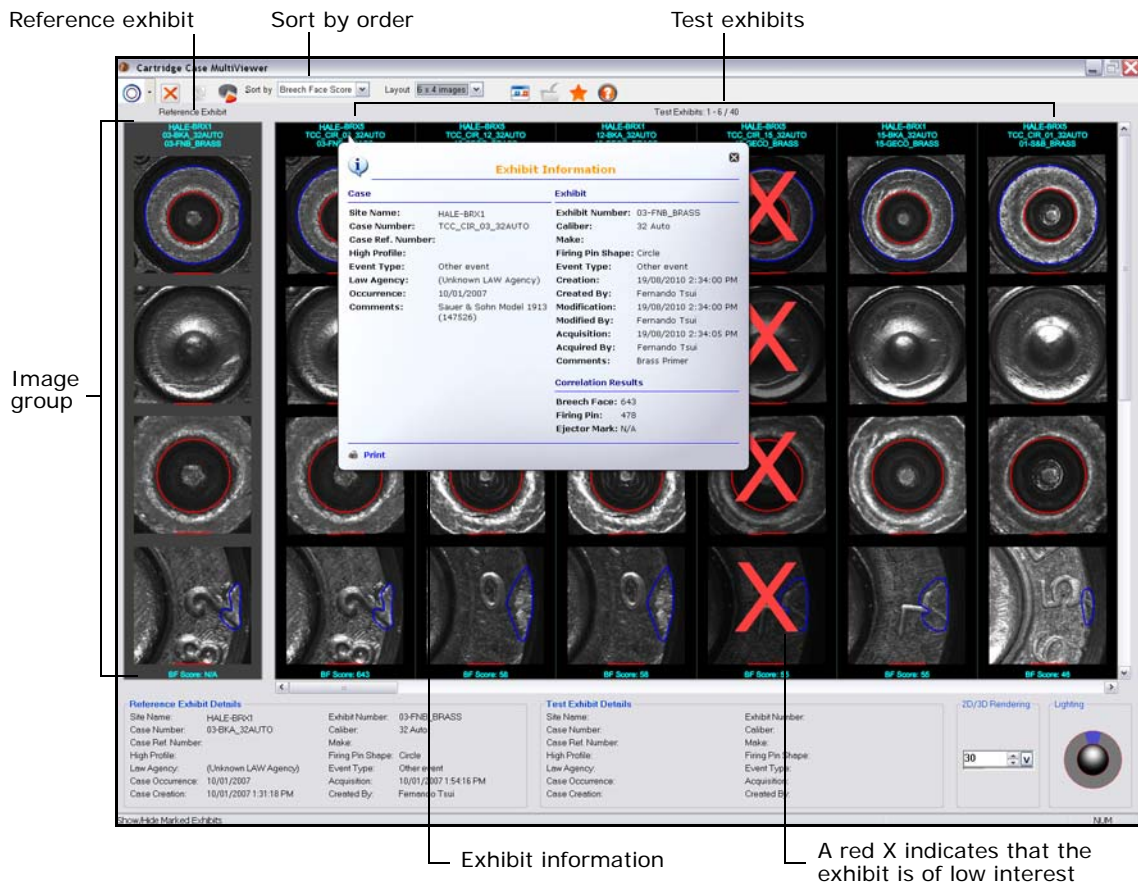 Reference exhibit
Sort by order
Test exhibits
Cartridge Case MultiViewer
Sort by Breech Face Score
Layout 6 x 4 images
Reference Exhibit
Test Exhibits: 1 - 6 / 40
HALE-BRX1
03-BKA_32AUTO
03-FNB_BRASS
HALE-BRX5
TCC_CIR_03_32AUTO
HALE-BRX5
TCC_CIR_12_32AUTO
HALE-BRX1
12-BKA_32AUTO
HALE-BRX5
TCC_CIR_15_32AUTO
15-GECO_BRASS
HALE-BRX1
15-BKA_32AUTO
15-GECO_BRASS
HALE-BRX5
TCC_CIR_01_32AUTO
01-S&B_BRASS
Exhibit Information
Case
Site Name: HALE-BRX1
Case Number: TCC_CIR_03_32AUTO
Case Ref. Number:
High Profile:
Event Type: Other event
Law Agency: (Unknown LAW Agency)
Occurrence: 10/01/2007
Comments: Sauer & Sohn Model 1913
(147526)
Exhibit
Exhibit Number: 03-FNB_BRASS
Caliber: 32 Auto
Make:
Firing Pin Shape: Circle
Event Type: Other event
Creation: 19/08/2010 2:34:00 PM
Created By: Fernando Tsui
Modification: 19/08/2010 2:34:00 PM
Modified By: Fernando Tsui
Acquisition: 19/08/2010 2:34:05 PM
Acquired By: Fernando Tsui
Comments: Brass Primer
Correlation Results
Breech Face: 643
Firing Pin: 478
Ejector Mark: N/A
Print
Image
group
BF Score: N/A
BF Score: 643
BF Score: 58
BF Score: 58
BF Score: 55
BF Score: 55
BF Score: 48
Reference Exhibit Details
Site Name: HALE-BRX1
Case Number: 03-BKA_32AUTO
Case Ref. Number:
High Profile:
Law Agency: (Unknown LAW Agency)
Case Occurrence: 10/01/2007
Case Creation: 10/01/2007 1:31:18 PM
Exhibit Number: 03-FNB_BRASS
Caliber: 32 Auto
Make:
Firing Pin Shape: Circle
Event Type: Other event
Acquisition: 10/01/2007 1:54:16 PM
Created By: Fernando Tsui
Test Exhibit Details
Site Name:
Case Number:
Case Ref. Number:
High Profile:
Law Agency:
Case Occurrence:
Case Creation:
Exhibit Number:
Caliber:
Make:
Firing Pin Shape:
Event Type:
Acquisition:
Created By:
2D/3D Rendering
30
Lighting
Show/Hide Marked Exhibits
NUM
Exhibit information
A red X indicates that the
exhibit is of low interest